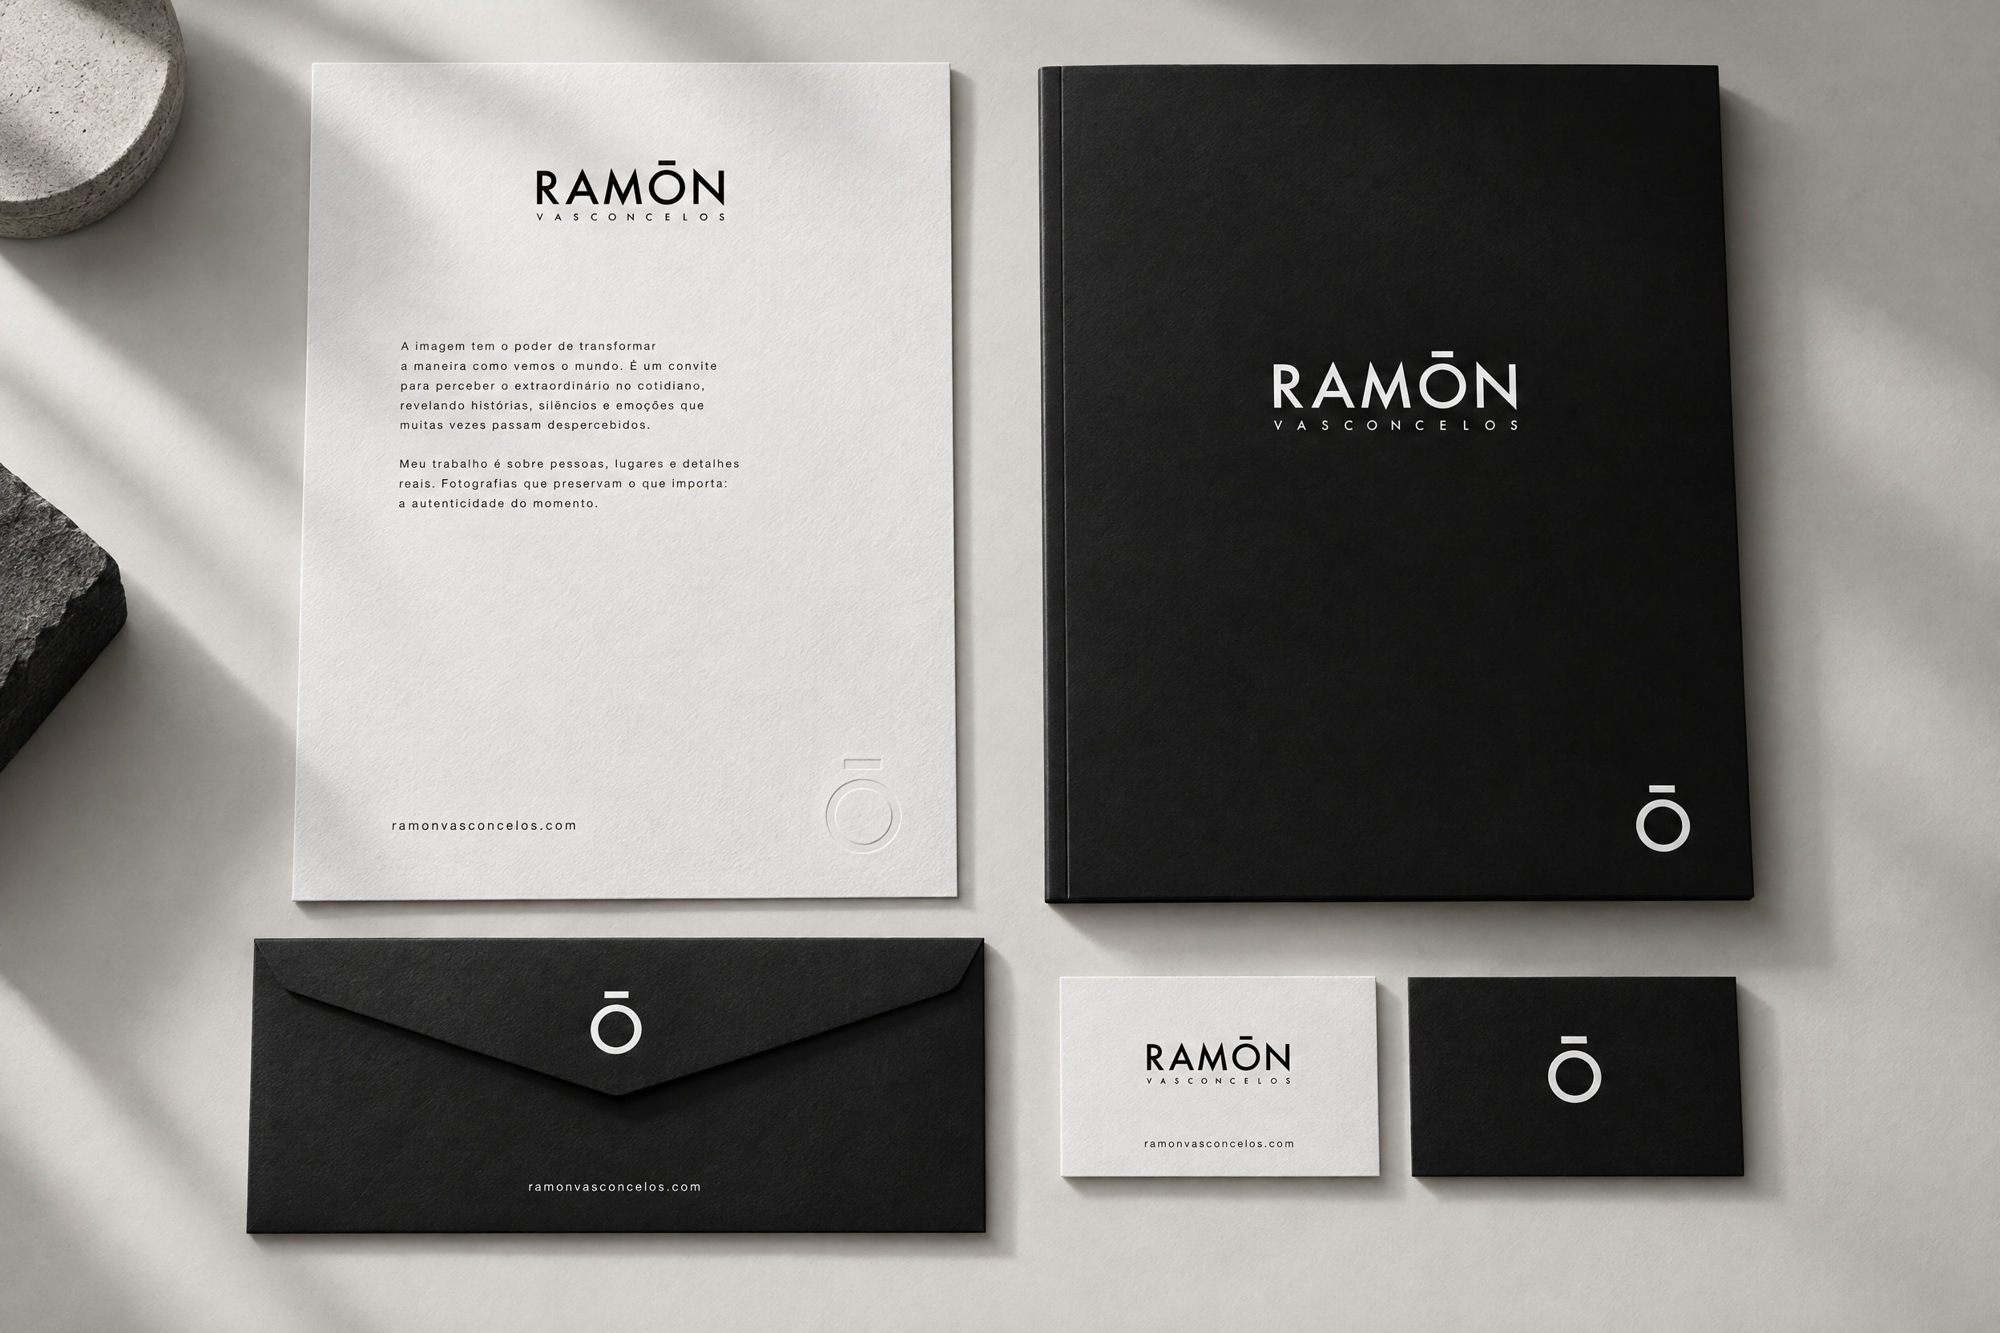 RAMŌN
VASCONCELOS
A imagem tem o poder de transformar
a maneira como vemos o mundo. É um convite
para perceber o extraordinário no cotidiano,
revelando histórias, silêncios e emoções que
muitas vezes passam despercebidos.
Meu trabalho é sobre pessoas, lugares e detalhes
reais. Fotografias que preservam o que importa:
a autenticidade do momento.
ramonvasconcelos.com
Ō
RAMŌN
VASCONCELOS
Ō
Ō
ramonvasconcelos.com
RAMŌN
VASCONCELOS
ramonvasconcelos.com
Ō